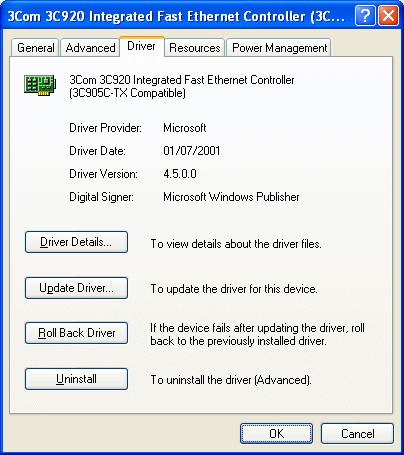 3Com 3C920 Integrated Fast Ethernet Controller (3C...
General Advanced Driver Resources Power Management
3Com 3C920 Integrated Fast Ethernet Controller
(3C905C-TX Compatible)
Driver Provider: Microsoft
Driver Date: 01/07/2001
Driver Version: 4.5.0.0
Digital Signer: Microsoft Windows Publisher
Driver Details... To view details about the driver files.
Update Driver... To update the driver for this device.
Roll Back Driver If the device fails after updating the driver, roll
back to the previously installed driver.
Uninstall To uninstall the driver (Advanced).
OK Cancel